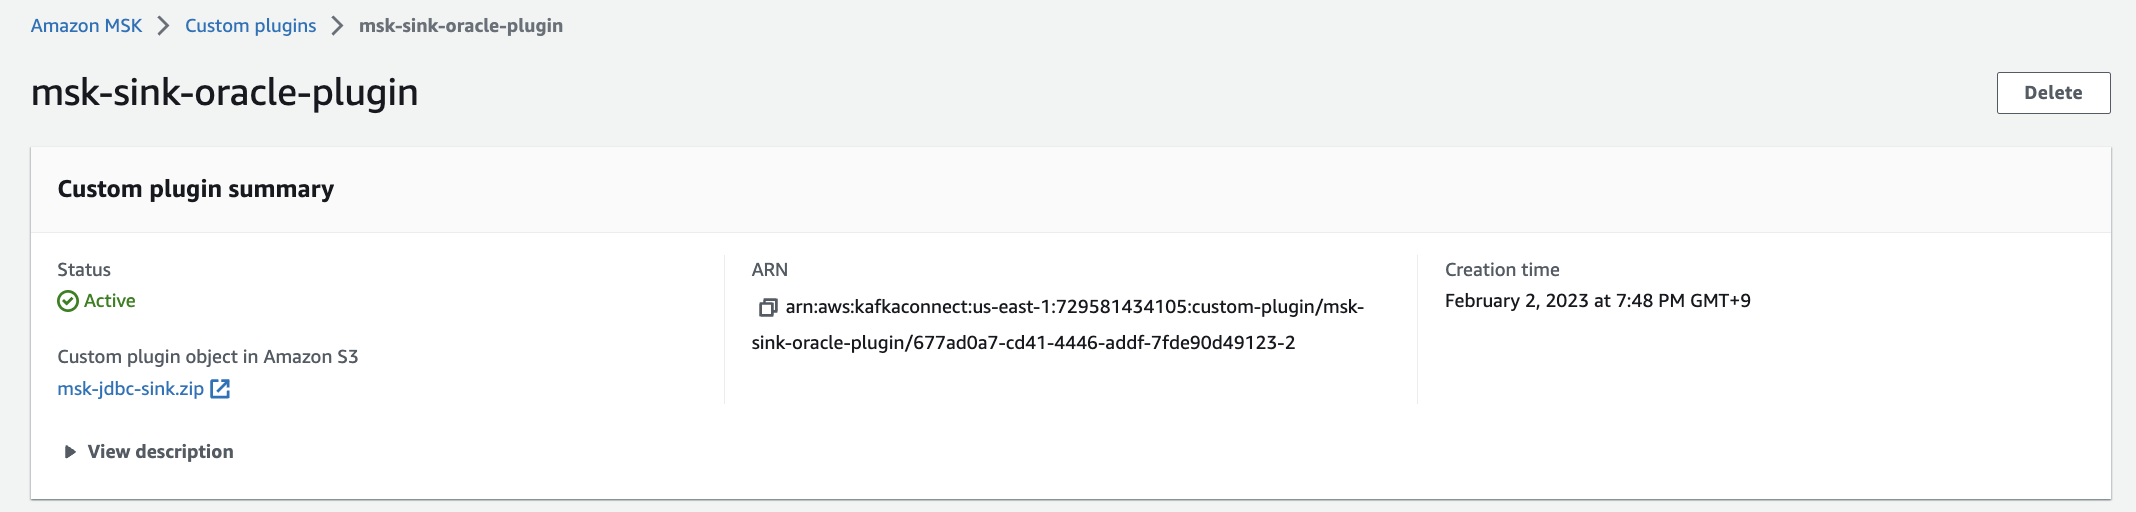 Amazon MSK > Custom plugins > msk-sink-oracle-plugin
msk-sink-oracle-plugin
Delete
Custom plugin summary
Status
Active
Custom plugin object in Amazon S3
msk-jdbc-sink.zip
View description
ARN
arn:aws:kafkaconnect:us-east-1:729581434105:custom-plugin/msk-
sink-oracle-plugin/677ad0a7-cd41-4446-addf-7fde90d49123-2
Creation time
February 2, 2023 at 7:48 PM GMT+9